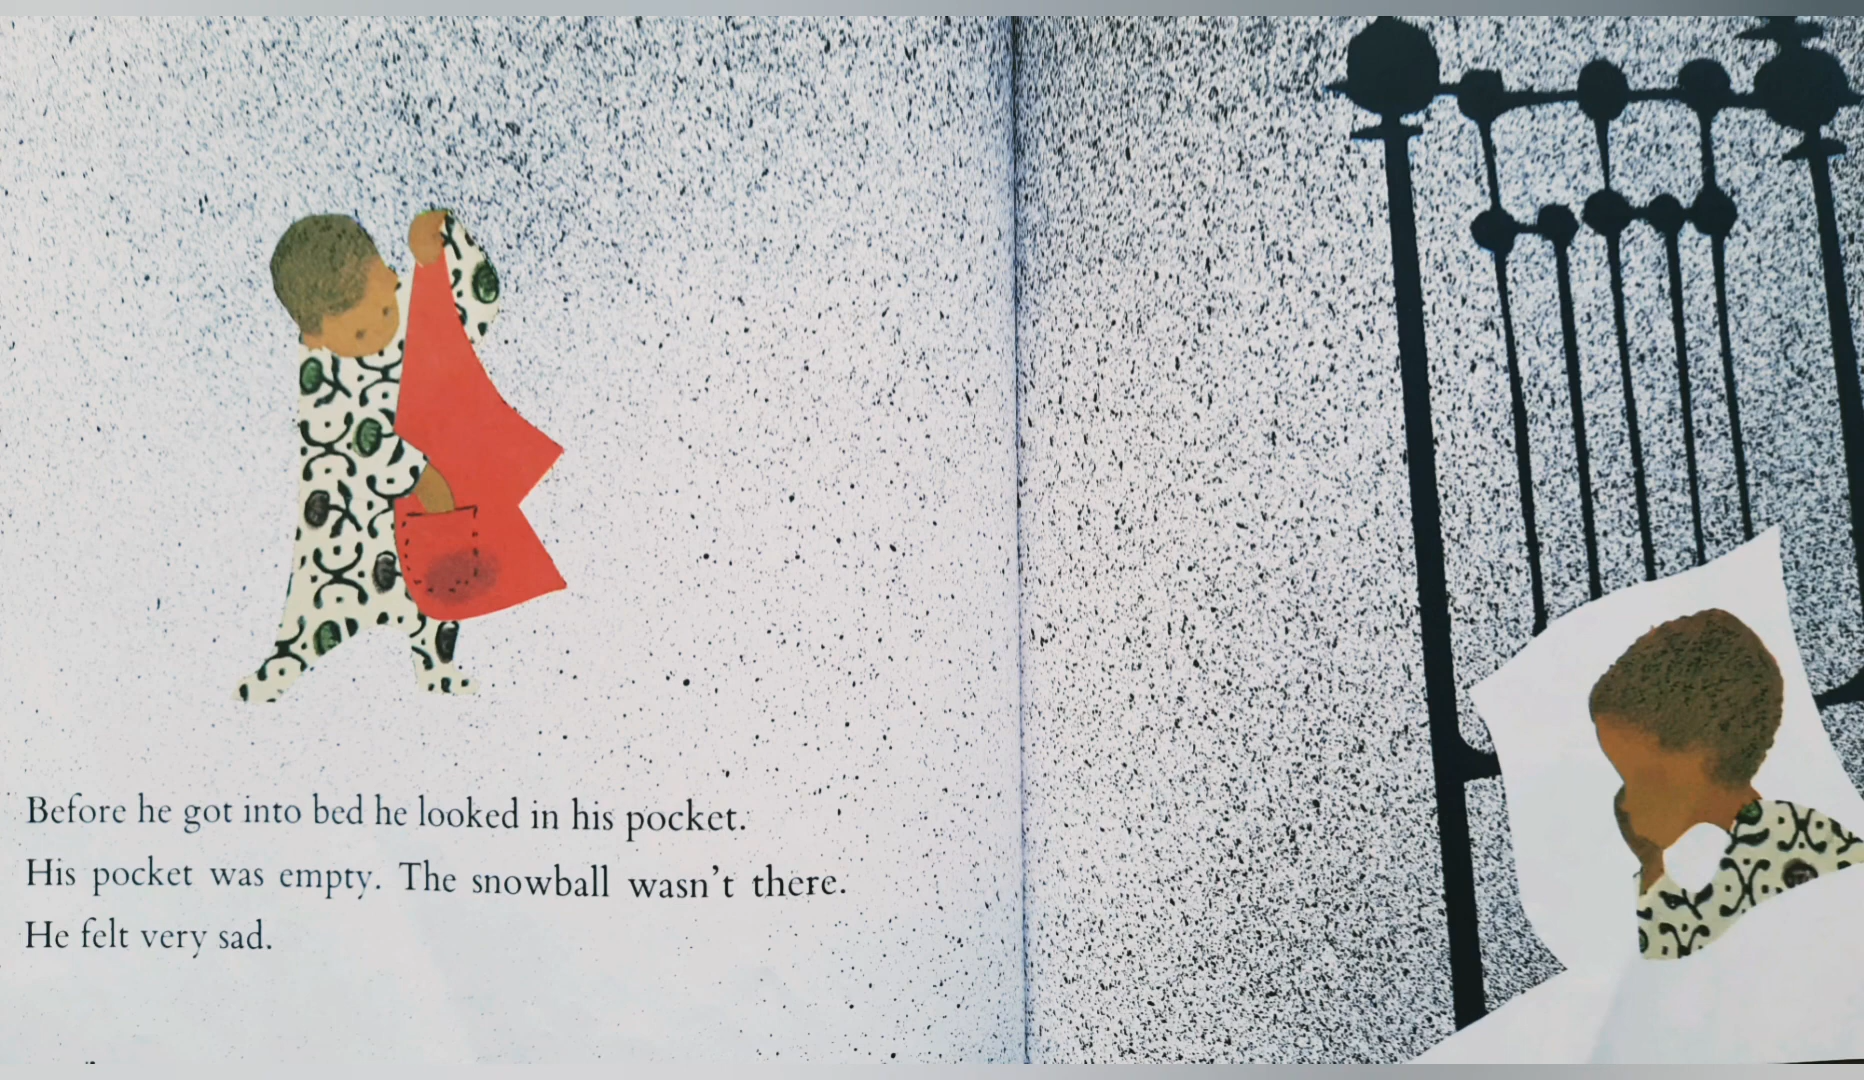 Before he got into bed he looked in his pocket.
His pocket was empty. The snowball wasn't there.
He felt very sad.